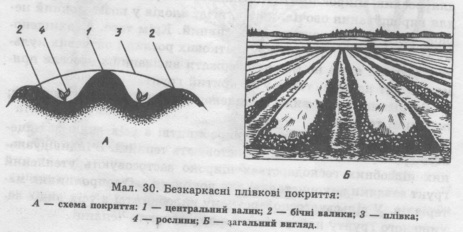 2 4 1 3 2
А
Б
Мал. 30. Безкаркасні плівкові покриття:
А — схема покриття: 1 — центральний валик; 2 — бічні валики; 3 — плівка;
4 — рослини; Б — загальний вигляд.